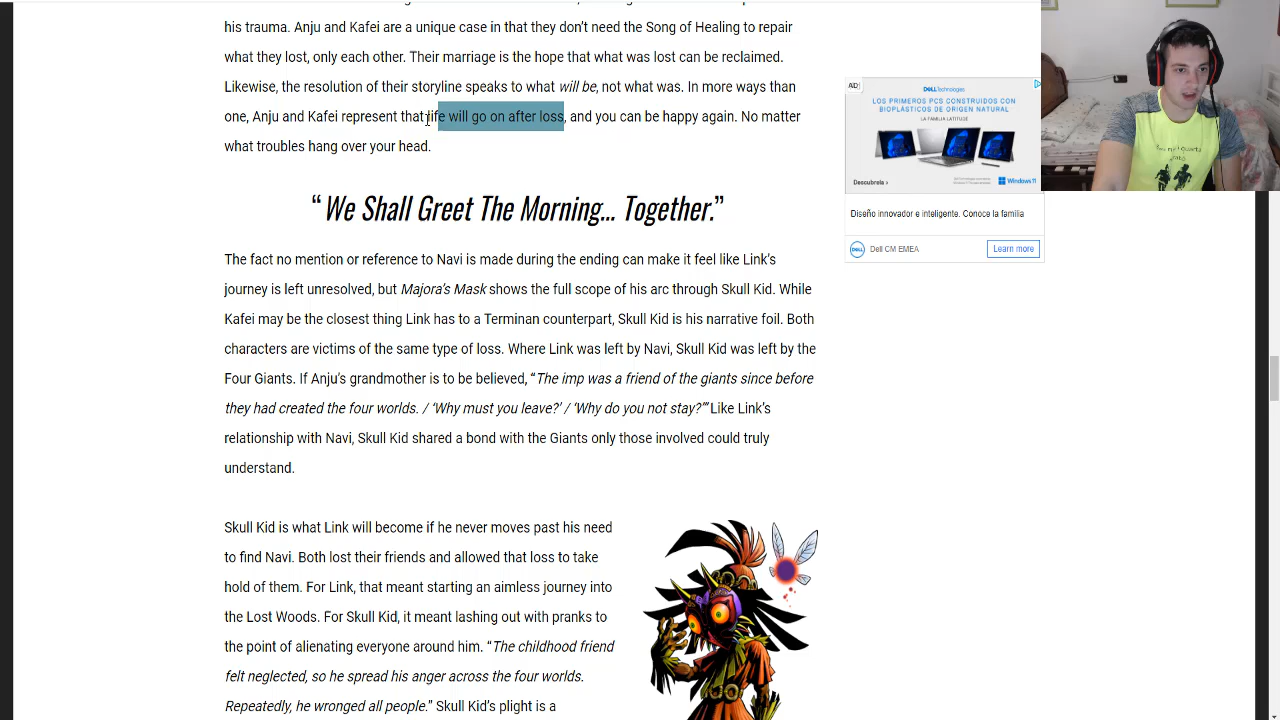 his trauma. Anju and Kafei are a unique case in that they don’t need the Song of Healing to repair
what they lost, only each other. Their marriage is the hope that what was lost can be reclaimed.
Likewise, the resolution of their storyline speaks to what will be, not what was. In more ways than
one, Anju and Kafei represent that life will go on after loss, and you can be happy again. No matter
what troubles hang over your head.
“We Shall Greet The Morning… Together.”
The fact no mention or reference to Navi is made during the ending can make it feel like Link’s
journey is left unresolved, but Majora’s Mask shows the full scope of his arc through Skull Kid. While
Kafei may be the closest thing Link has to a Terminan counterpart, Skull Kid is his narrative foil. Both
characters are victims of the same type of loss. Where Link was left by Navi, Skull Kid was left by the
Four Giants. If Anju’s grandmother is to be believed, “The imp was a friend of the giants since before
they had created the four worlds. / ‘Why must you leave?’ / ‘Why do you not stay?’” Like Link’s
relationship with Navi, Skull Kid shared a bond with the Giants only those involved could truly
understand.
Skull Kid is what Link will become if he never moves past his need
to find Navi. Both lost their friends and allowed that loss to take
hold of them. For Link, that meant starting an aimless journey into
the Lost Woods. For Skull Kid, it meant lashing out with pranks to
the point of alienating everyone around him. “The childhood friend
felt neglected, so he spread his anger across the four worlds.
Repeatedly, he wronged all people.” Skull Kid’s plight is a
DELL Technologies
LOS PRIMEROS PCS CONSTRUIDOS CON
BIOPLÁSTICOS DE ORIGEN NATURAL
LA FAMILIA LATITUDE
Descúbrela >
Windows 11
Diseño innovador e inteligente. Conoce la familia
DELL
Dell CM EMEA
Learn more